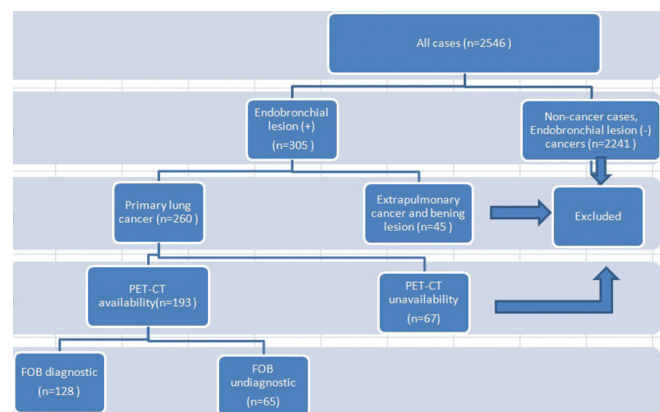 All cases (n=2546 )
Endobronchial
lesion (+)
(n=305 )
Non-cancer cases,
Endobronchial lesion (-)
cancers (n=2241 )
Primary lung
cancer (n=260 )
Extrapulmonary
cancer and bening
lesion (n=45 )
Excluded
PET-CT
availability(n=193 )
PET-CT
unavailability
(n=67)
FOB diagnostic
(n=128 )
FOB
undiagnostic
(n=65)